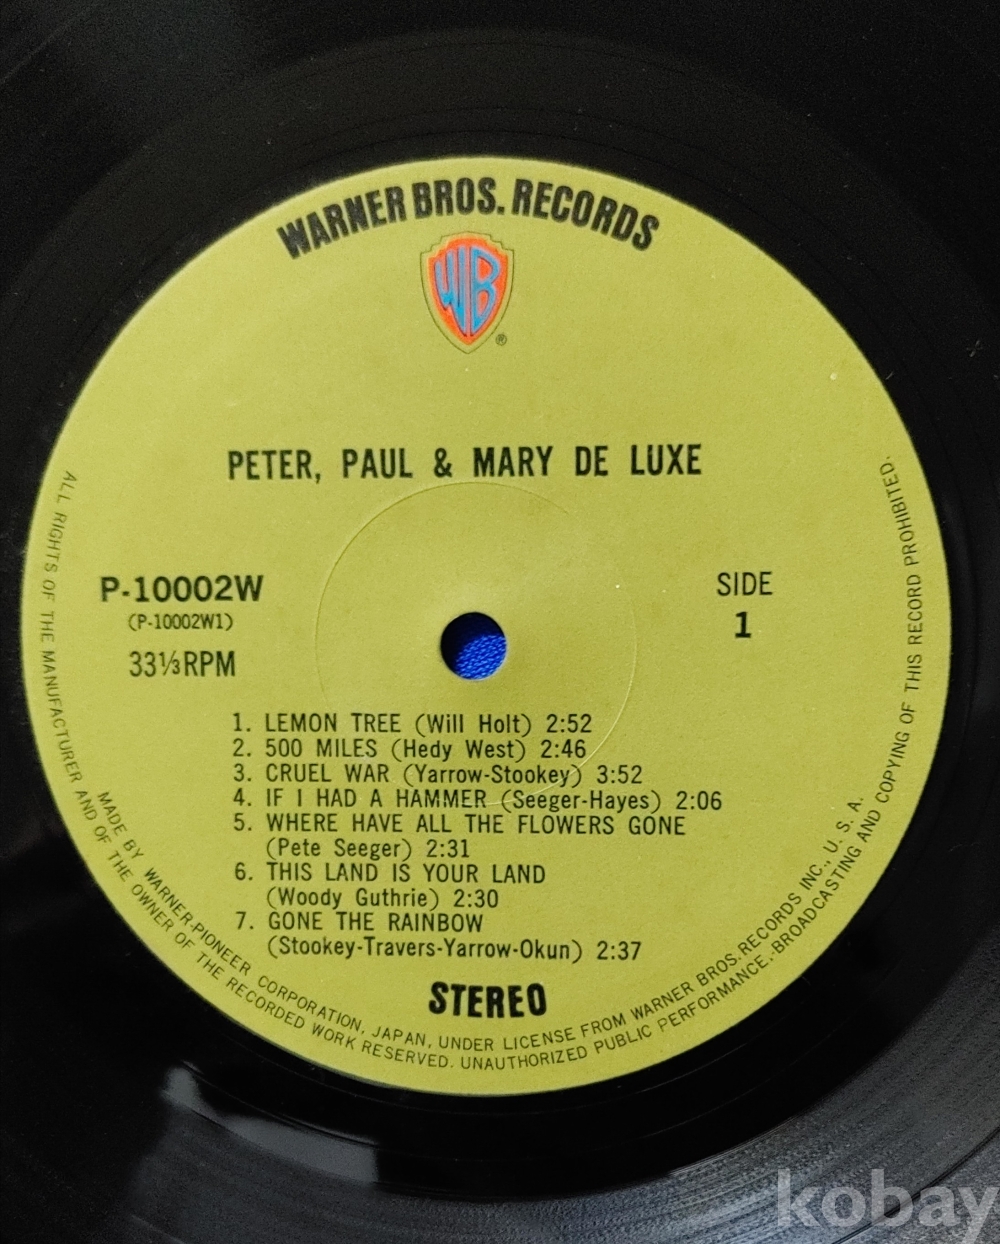 WARNER BROS. RECORDS
WB
®
PETER, PAUL & MARY DE LUXE
P-10002W
(P-10002W1)
33⅓RPM
SIDE
1
1. LEMON TREE (Will Holt) 2:52
2. 500 MILES (Hedy West) 2:46
3. CRUEL WAR (Yarrow-Stookey) 3:52
4. IF I HAD A HAMMER (Seeger-Hayes) 2:06
5. WHERE HAVE ALL THE FLOWERS GONE
(Pete Seeger) 2:31
6. THIS LAND IS YOUR LAND
(Woody Guthrie) 2:30
7. GONE THE RAINBOW
(Stookey-Travers-Yarrow-Okun) 2:37
STEREO
MADE BY WARNER-PIONEER CORPORATION, JAPAN, UNDER LICENSE FROM WARNER BROS. RECORDS INC., U. S. A.
ALL RIGHTS OF THE MANUFACTURER AND OF THE OWNER OF THE RECORDED WORK RESERVED. UNAUTHORIZED PUBLIC PERFORMANCE,·BROADCASTING AND COPYING OF THIS RECORD PROHIBITED.
kobay